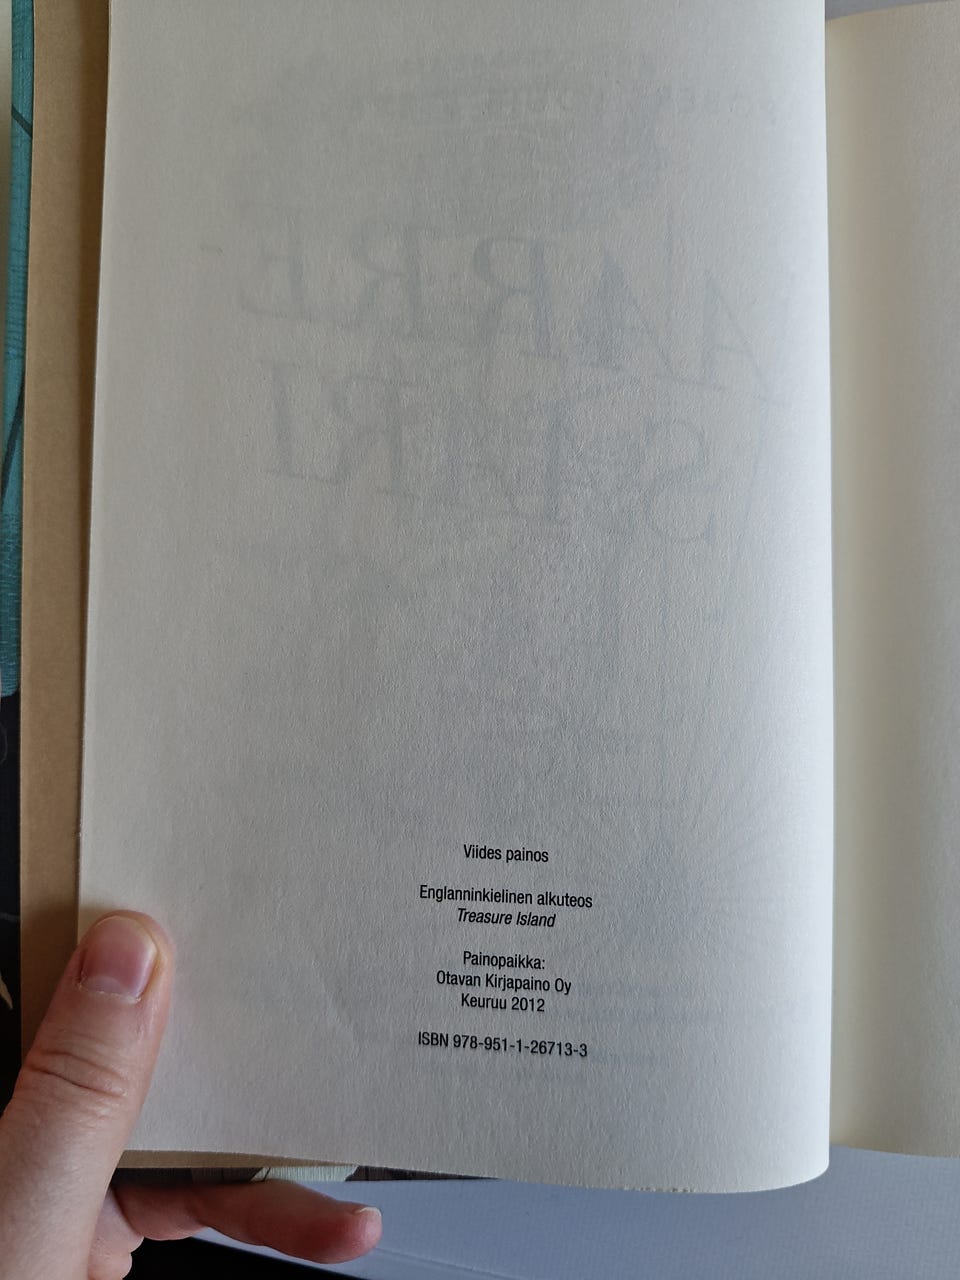 Viides painos
Englanninkielinen alkuteos
Treasure Island
Painopaikka:
Otavan Kirjapaino Oy
Keuruu 2012
ISBN 978-951-1-26713-3